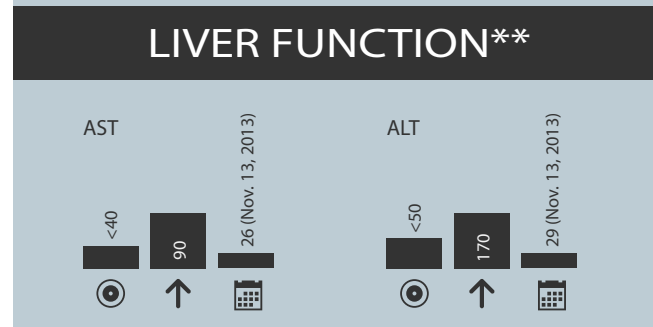 LIVER FUNCTION**
AST
<40
90
26 (Nov. 13, 2013)
ALT
<50
170
29 (Nov. 13, 2013)